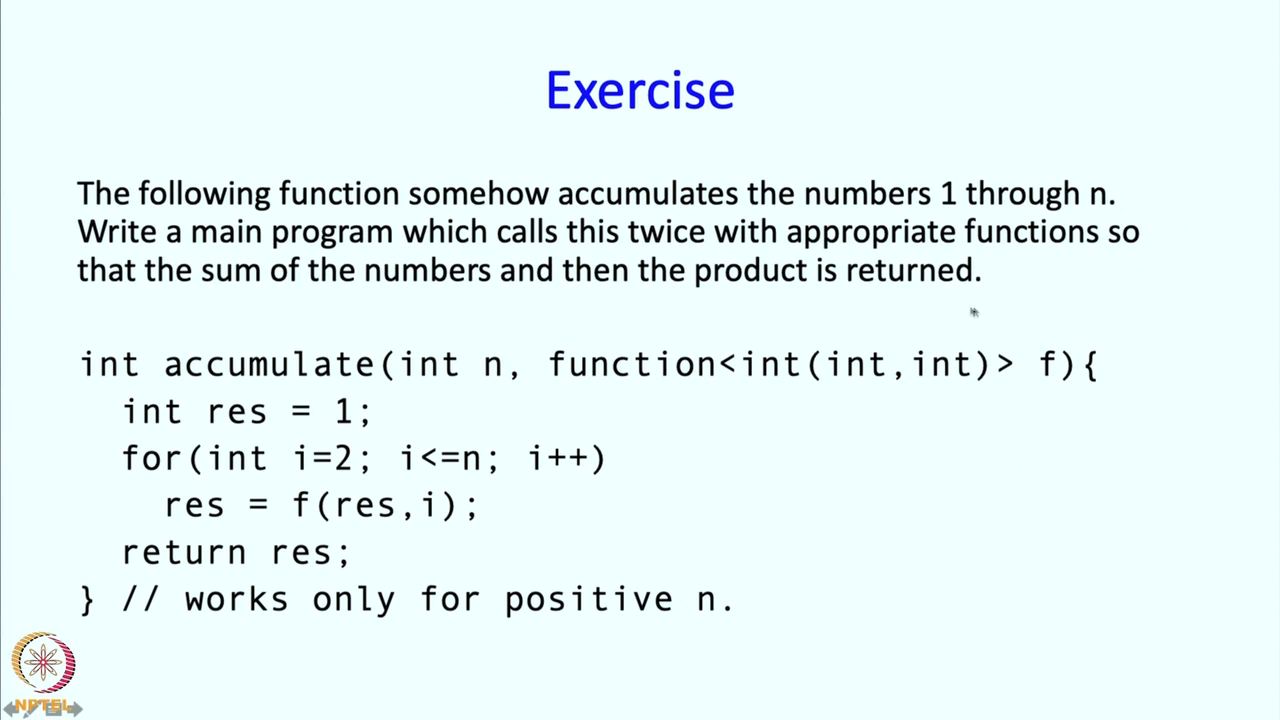 Exercise
The following function somehow accumulates the numbers 1 through n.
Write a main program which calls this twice with appropriate functions so
that the sum of the numbers and then the product is returned.
int accumulate(int n, function<int(int,int)> f){
int res = 1;
for(int i=2; i<=n; i++)
res = f(res,i);
return res;
} // works only for positive n.
NPTEL